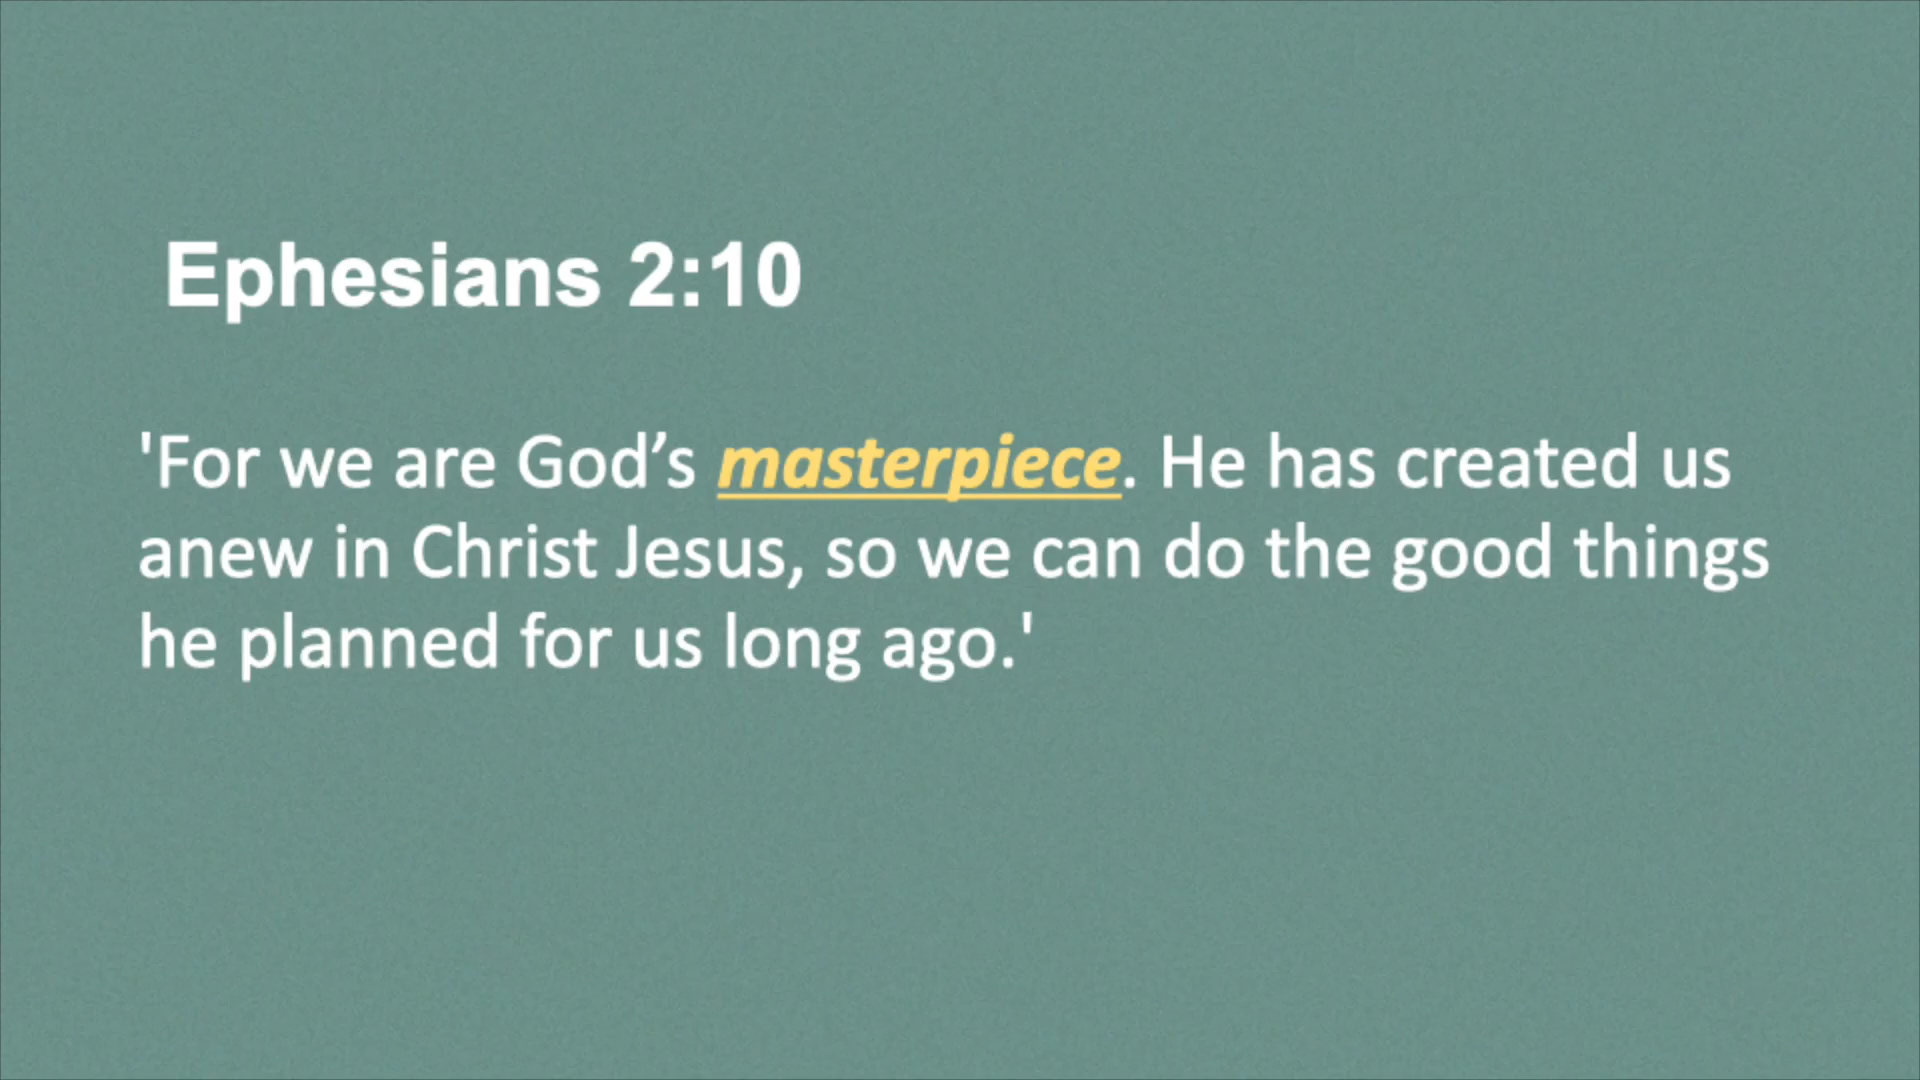 Ephesians 2:10
'For we are God’s masterpiece. He has created us
anew in Christ Jesus, so we can do the good things
he planned for us long ago.'